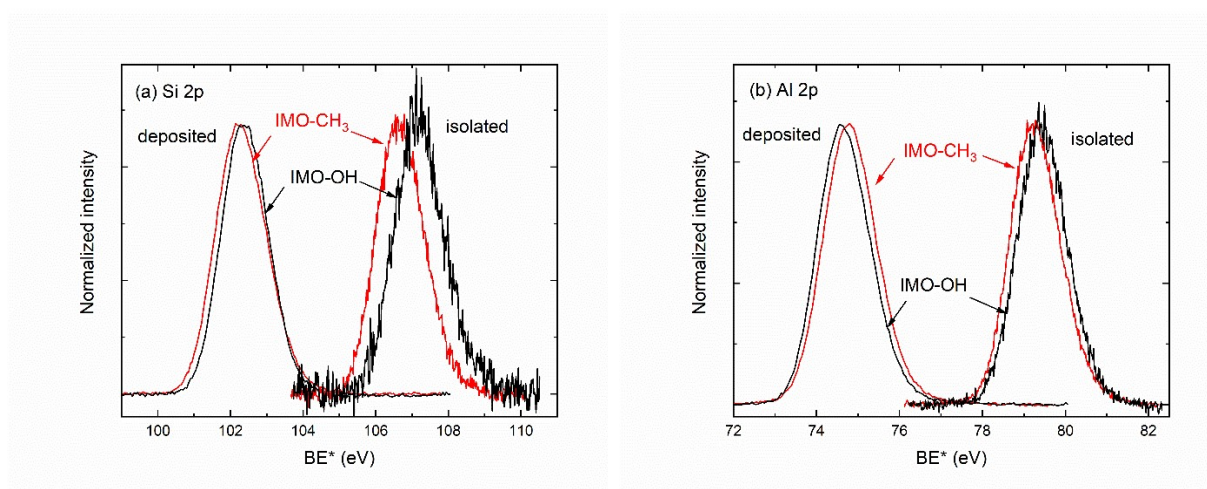 (a) Si 2p
deposited
IMO-CH₃
isolated
IMO-OH
Normalized intensity
100 102 104 106 108 110
BE* (eV)
(b) Al 2p
deposited
isolated
IMO-CH₃
IMO-OH
Normalized intensity
72 74 76 78 80 82
BE* (eV)